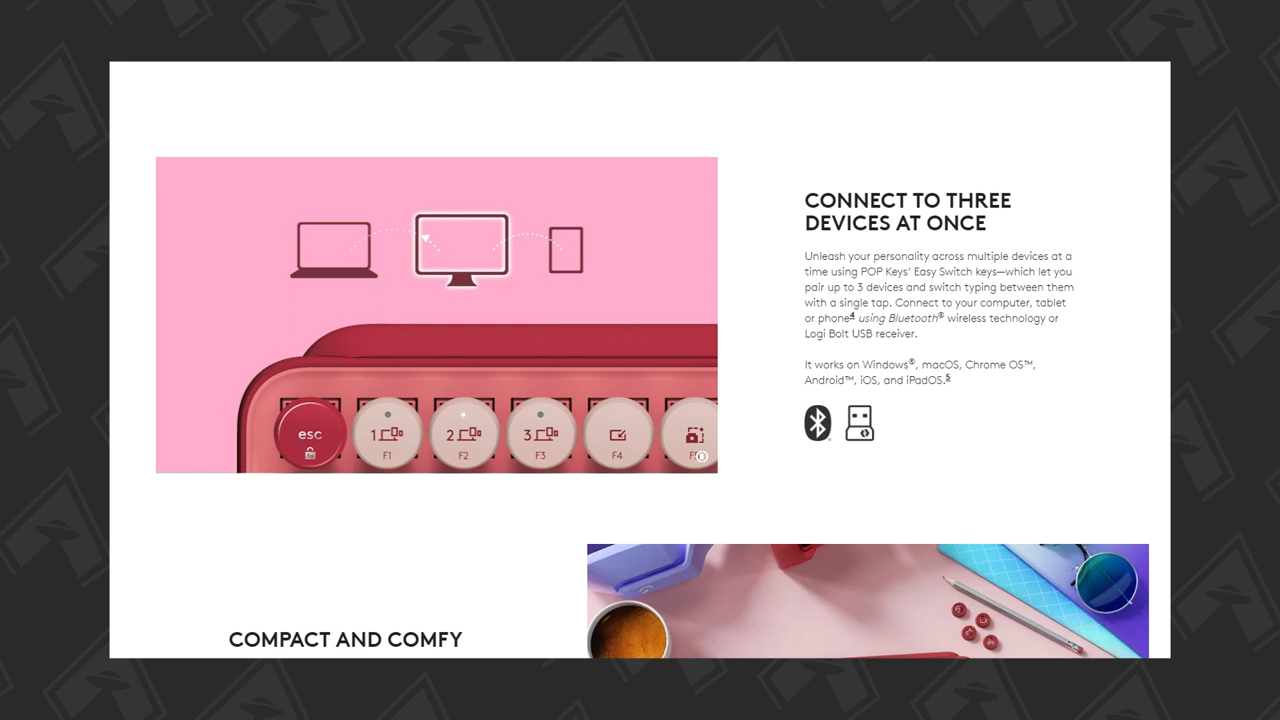 CONNECT TO THREE
DEVICES AT ONCE
Unleash your personality across multiple devices at a
time using POP Keys' Easy Switch keys—which let you
pair up to 3 devices and switch typing between them
with a single tap. Connect to your computer, tablet
or phone4 using Bluetooth® wireless technology or
Logi Bolt USB receiver.
It works on Windows®, macOS, Chrome OS™,
Android™, iOS, and iPadOS.5
esc 1 2 3
F1 F2 F3 F4
COMPACT AND COMFY